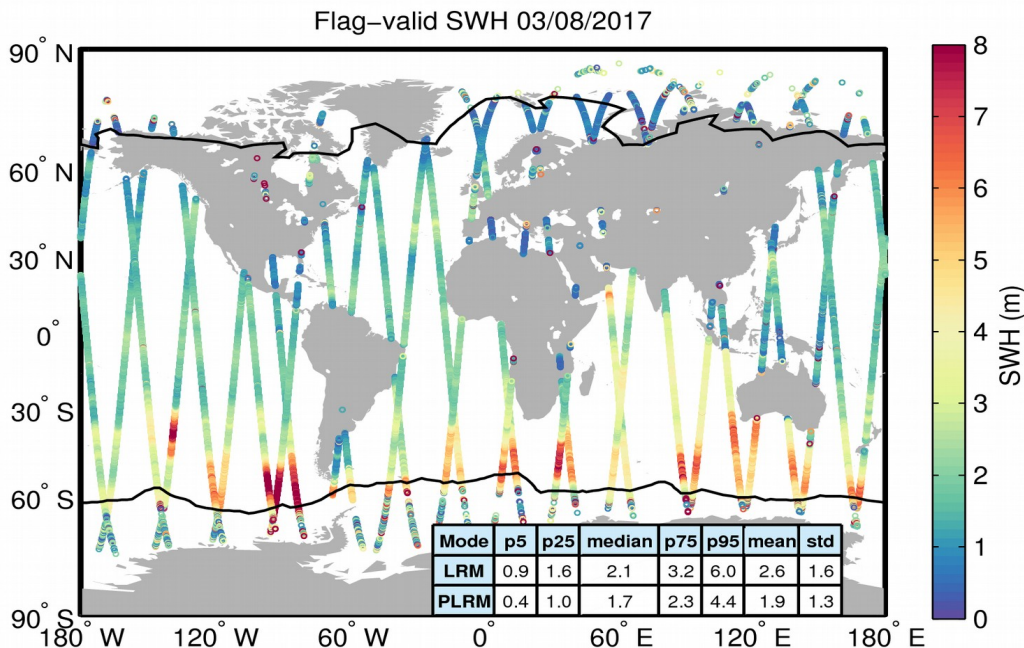 Flag−valid SWH 03/08/2017
90° N
60° N
30° N
0°
30° S
60° S
90° S
180° W
120° W
60° W
0°
60° E
120° E
180° E
8
7
6
5
4
3
2
1
0
SWH (m)
Mode p5 p25 median p75 p95 mean std
LRM 0.9 1.6 2.1 3.2 6.0 2.6 1.6
PLRM 0.4 1.0 1.7 2.3 4.4 1.9 1.3